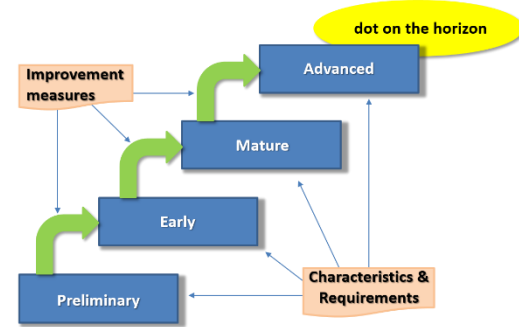 dot on the horizon
Advanced
Improvement
measures
Mature
Early
Characteristics &
Requirements
Preliminary